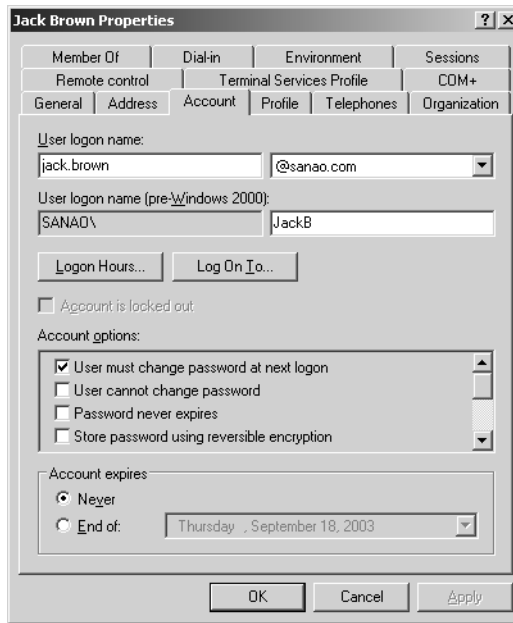 Jack Brown Properties
Member Of Dial-in Environment Sessions
Remote control Terminal Services Profile COM+
General Address Account Profile Telephones Organization
User logon name:
jack.brown @sanao.com
User logon name (pre-Windows 2000):
SANAO\ JackB
Logon Hours... Log On To...
Account is locked out
Account options:
User must change password at next logon
User cannot change password
Password never expires
Store password using reversible encryption
Account expires
Never
End of: Thursday , September 18, 2003
OK Cancel Apply